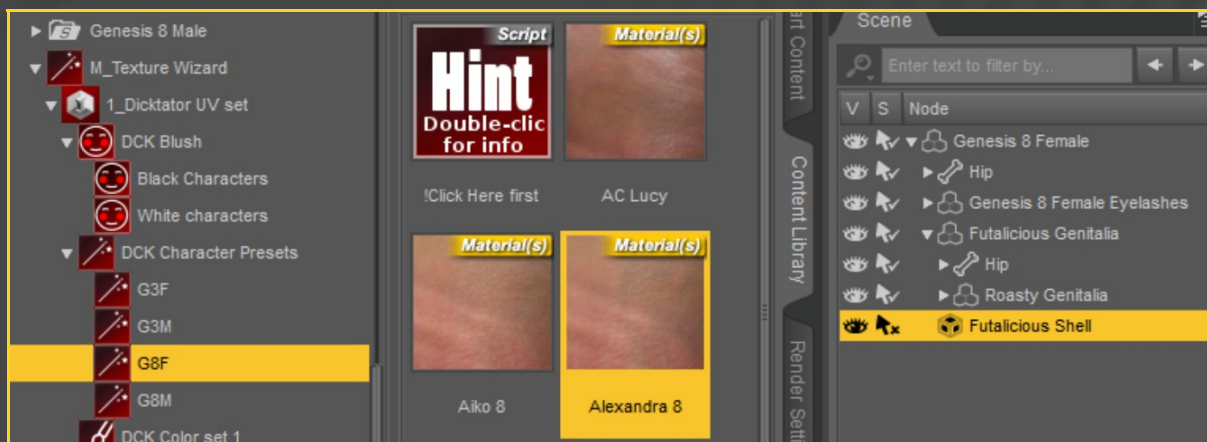 Genesis 8 Male
M_Texture Wizard
1_Dicktator UV set
DCK Blush
Black Characters
White characters
DCK Character Presets
G3F
G3M
G8F
G8M
DCK Color set 1
Script
Hint
Double-clic
for info
!Click Here first
Material(s)
AC Lucy
Material(s)
Aiko 8
Material(s)
Alexandra 8
art Content
Content Library
Render Setti
Scene
Enter text to filter by...
V S Node
Genesis 8 Female
Hip
Genesis 8 Female Eyelashes
Futalicious Genitalia
Hip
Roasty Genitalia
Futalicious Shell